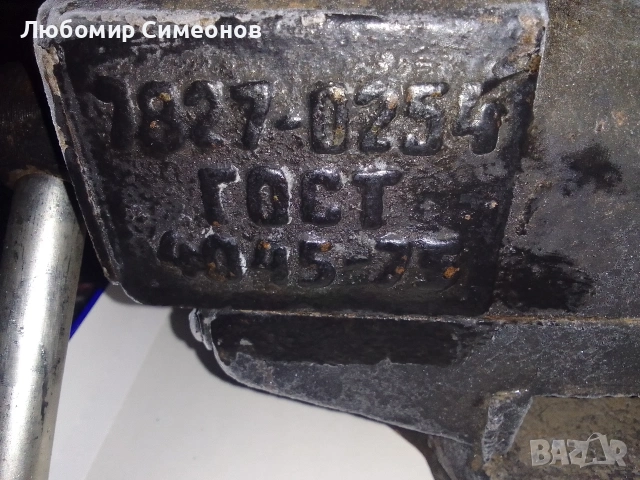 Любомир Симеонов
7827-0254
ГОСТ
4045-75
BAZAR